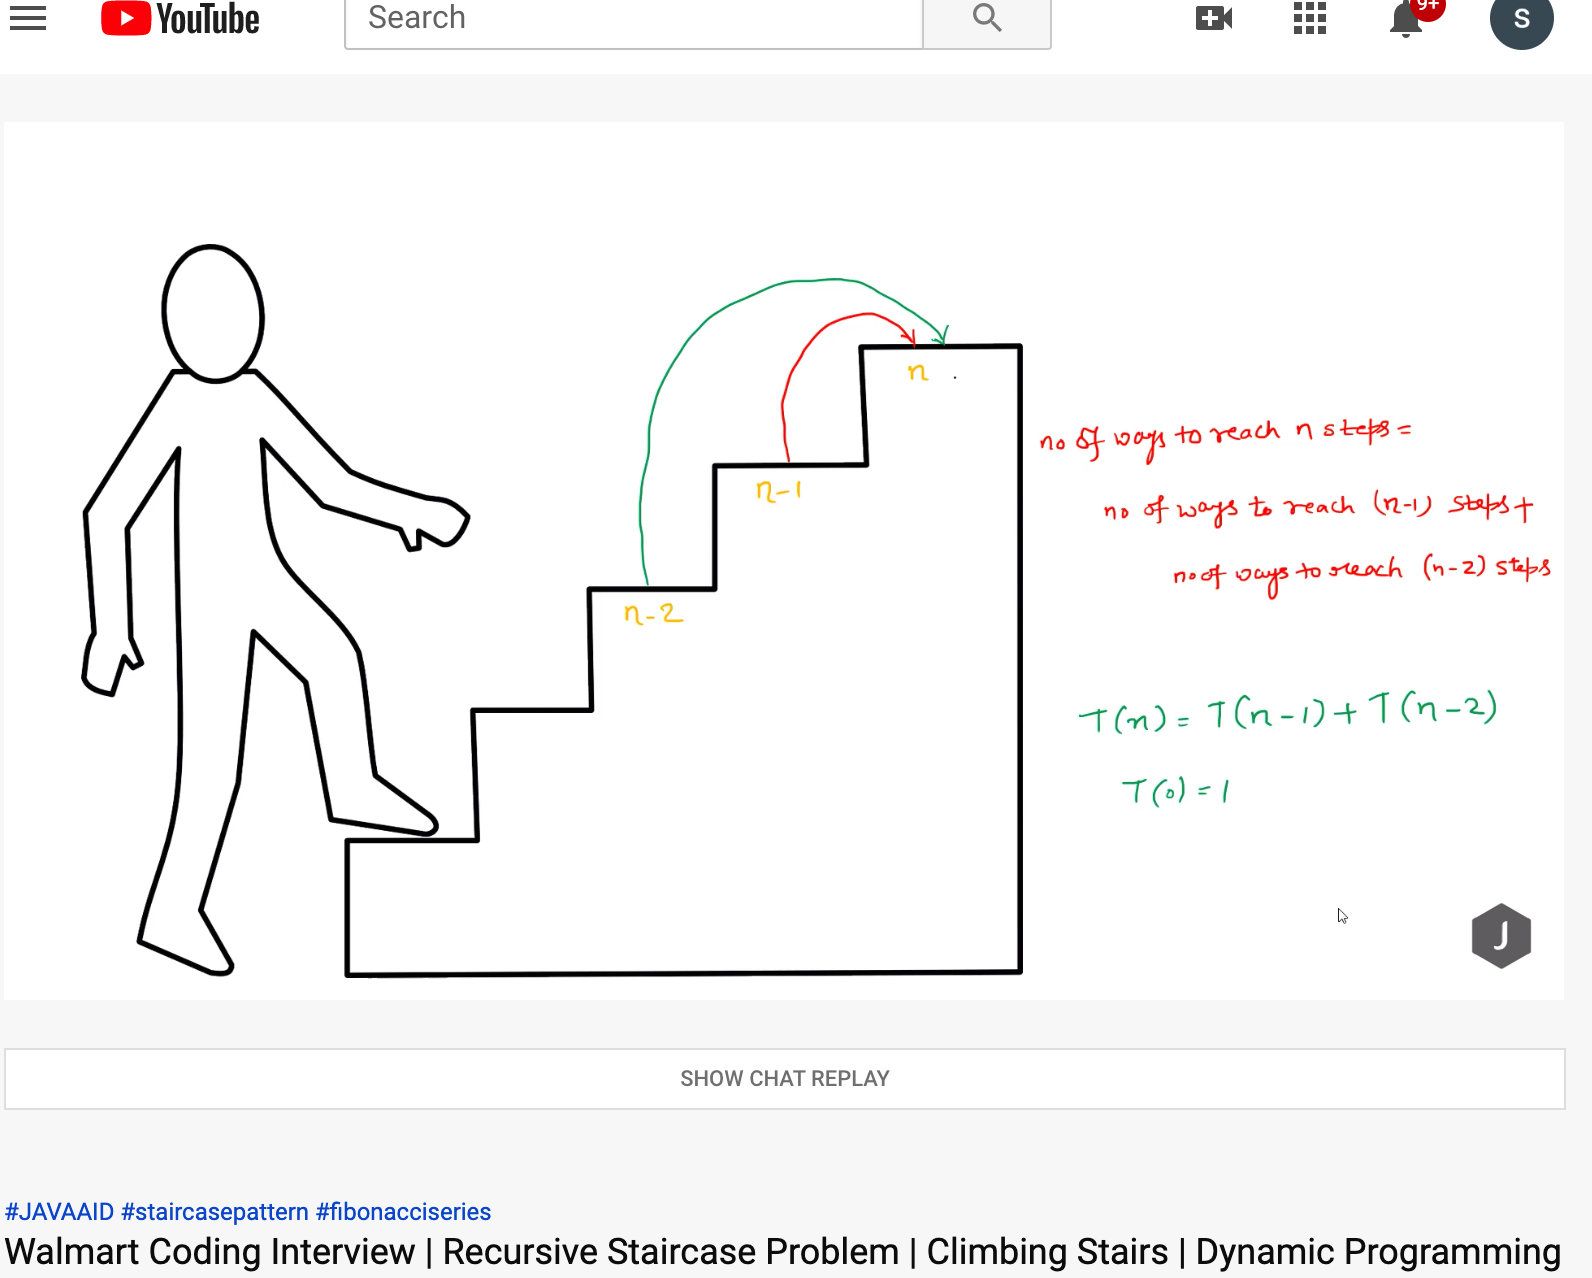 YouTube
Search
9+
S
n
n-1
n-2
no of ways to reach n steps =
no of ways to reach (n-1) steps +
no of ways to reach (n-2) steps
T(n) = T(n-1) + T(n-2)
T(0) = 1
J
SHOW CHAT REPLAY
#JAVAAID #staircasepattern #fibonacciseries
Walmart Coding Interview | Recursive Staircase Problem | Climbing Stairs | Dynamic Programming